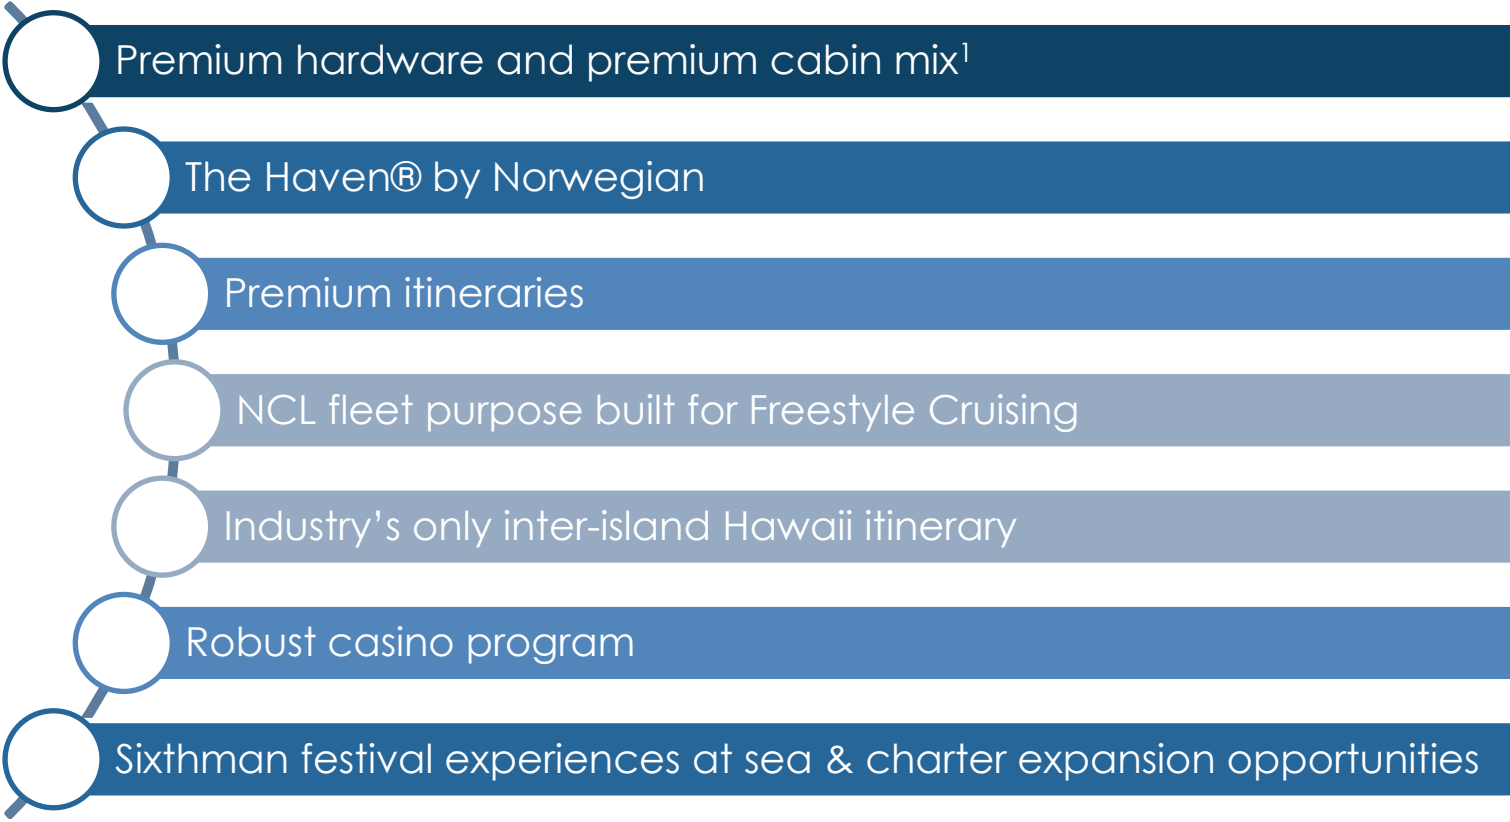 Premium hardware and premium cabin mix¹
The Haven® by Norwegian
Premium itineraries
NCL fleet purpose built for Freestyle Cruising
Industry’s only inter-island Hawaii itinerary
Robust casino program
Sixthman festival experiences at sea & charter expansion opportunities